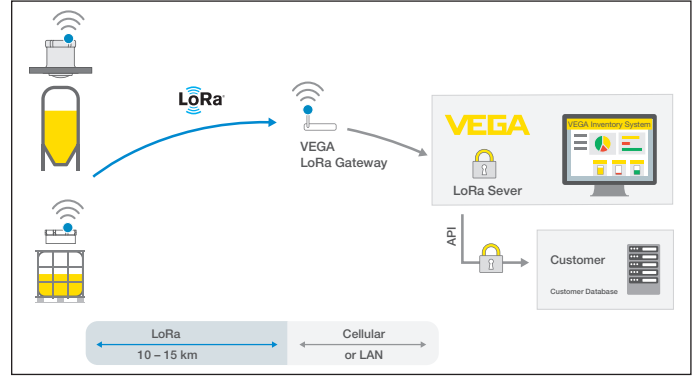 LoRa
VEGA
LoRa Gateway
VEGA
LoRa Sever
VEGA Inventory System
API
Customer
Customer Database
LoRa
10 – 15 km
Cellular
or LAN